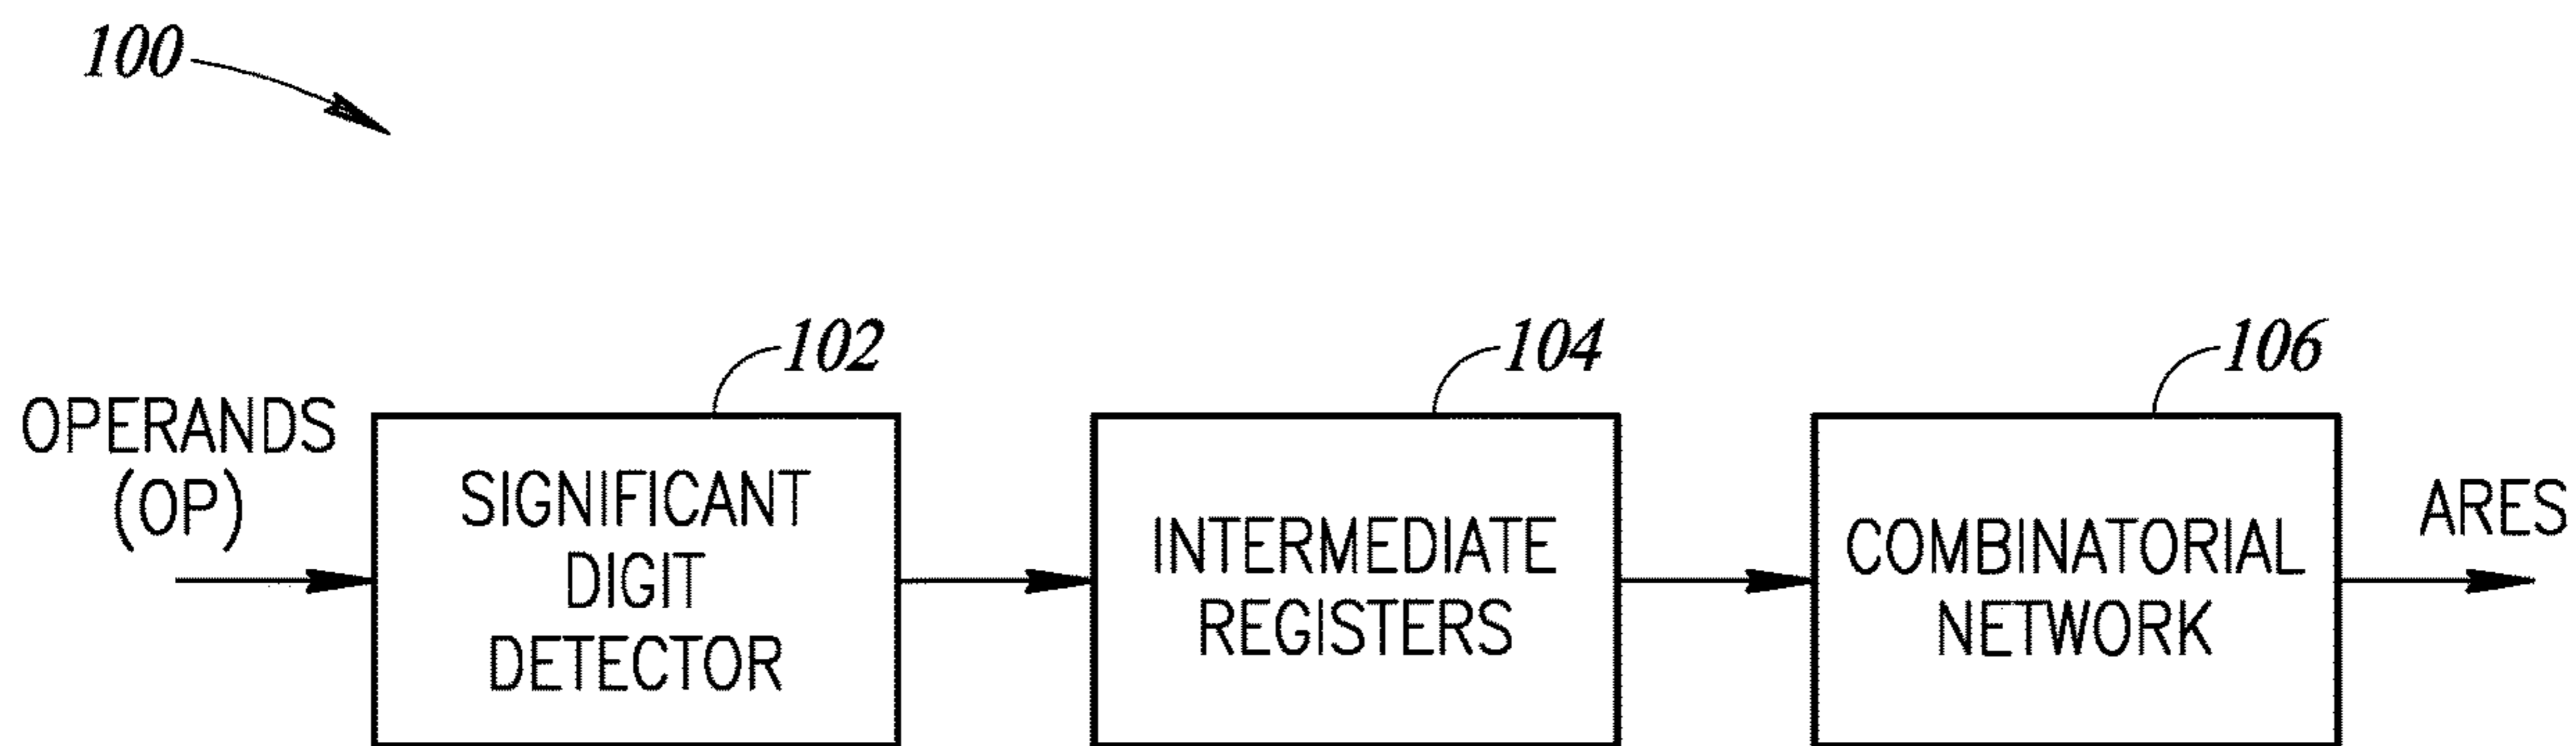 100
102
104
106
OPERANDS
(OP)
SIGNIFICANT
DIGIT
DETECTOR
INTERMEDIATE
REGISTERS
COMBINATORIAL
NETWORK
ARES